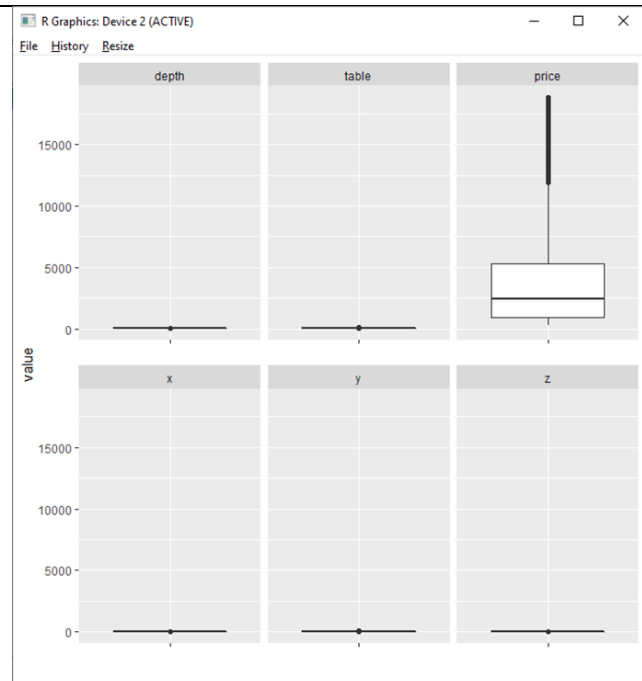 R Graphics: Device 2 (ACTIVE)
File History Resize
depth table price
15000
10000
5000
0
value
x y z
15000
10000
5000
0